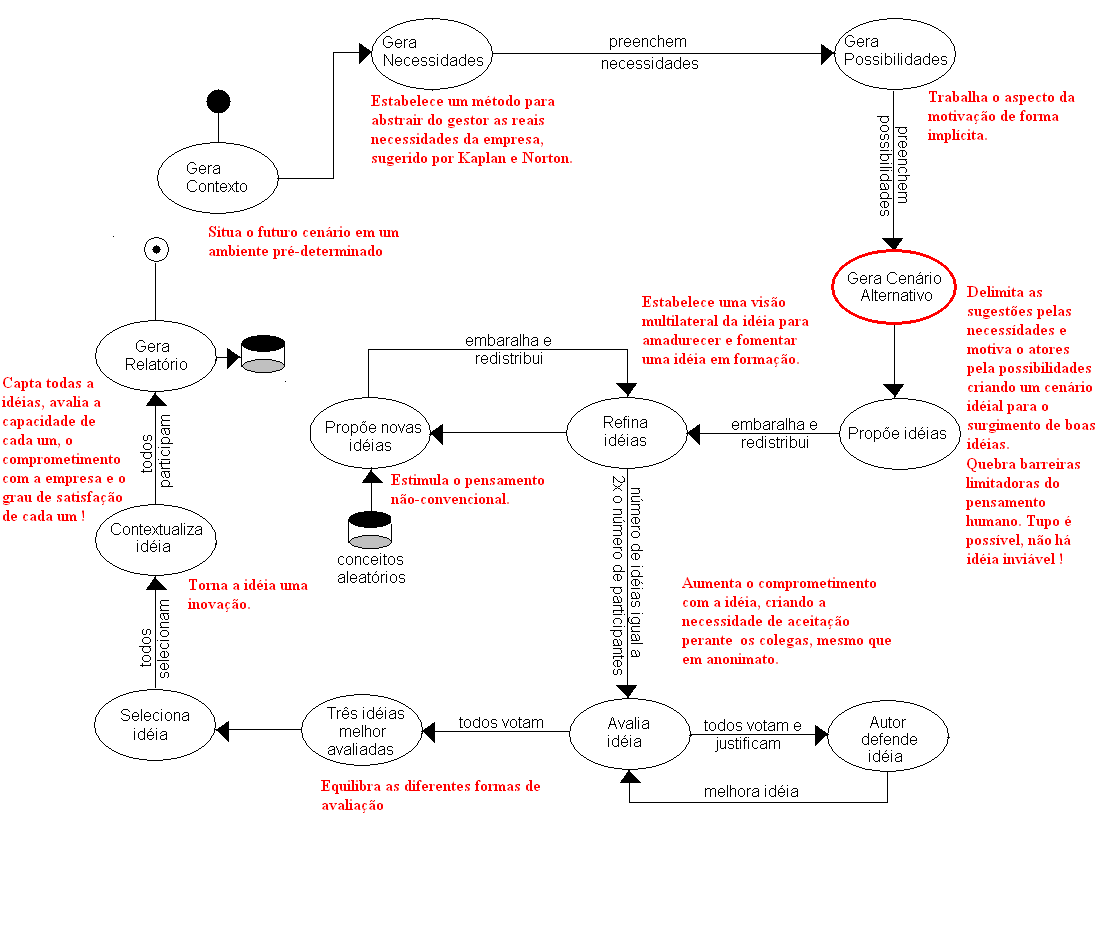 Gera
Necessidades
preenchem
necessidades
Gera
Possibilidades
Estabelece um método para
abstrair do gestor as reais
necessidades da empresa,
sugerido por Kaplan e Norton.
Trabalha o aspecto da
motivação de forma
implícita.
Gera
Contexto
Situa o futuro cenário em um
ambiente pré-determinado
preenchem
possibilidades
Gera Cenário
Alternativo
Delimita as
sugestões pelas
necessídades e
motiva o atores
pela possibilidades
criando um cenário
idéial para o
surgimento de boas
idéias.
Quebra barreiras
limitadoras do
pensamento
humano. Tupo é
possível, não há
idéia inviável !
Estabelece uma visão
multilateral da idéia para
amadurecer e fomentar
uma idéia em formação.
embaralha e
redistribui
Gera
Relatório
Capta todas a
idéias, avalia a
capacidade de
cada um, o
comprometimento
com a empresa e o
grau de satisfação
de cada um !
todos
participam
Propõe novas
idéias
Refina
idéias
embaralha e
redistribui
Propõe idéias
Estimula o pensamento
não-convencional.
conceitos
aleatórios
número de idéias igual a
2x o número de participantes
Contextualiza
idéia
Torna a idéia uma
inovação.
Aumenta o comprometimento
com a idéia, criando a
necessidade de aceitação
perante os colegas, mesmo que
em anonimato.
todos
selecionam
Seleciona
idéia
Três idéias
melhor
avaliadas
todos votam
Avalia
idéia
todos votam e
justificam
Autor
defende
idéia
melhora idéia
Equilibra as diferentes formas de
avaliação